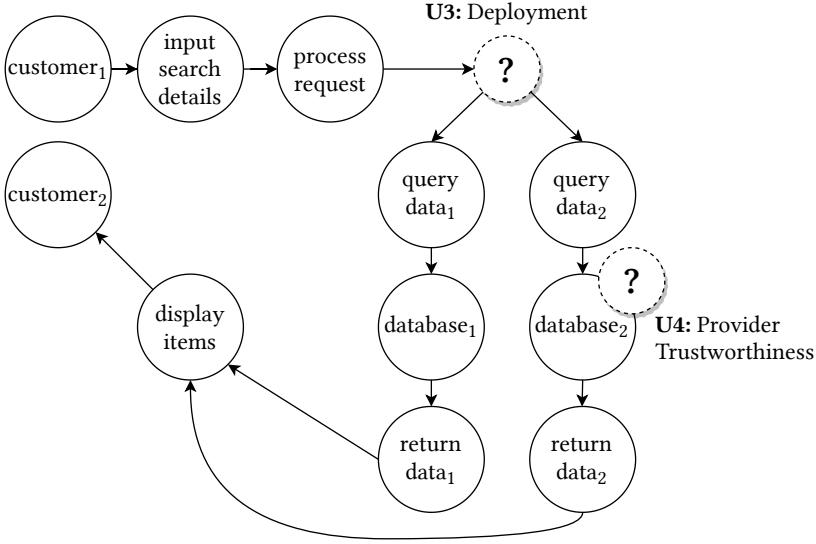 U3: Deployment
customer₁
input
search
details
process
request
?
customer₂
query
data₁
query
data₂
?
display
items
database₁
database₂
U4: Provider
Trustworthiness
return
data₁
return
data₂